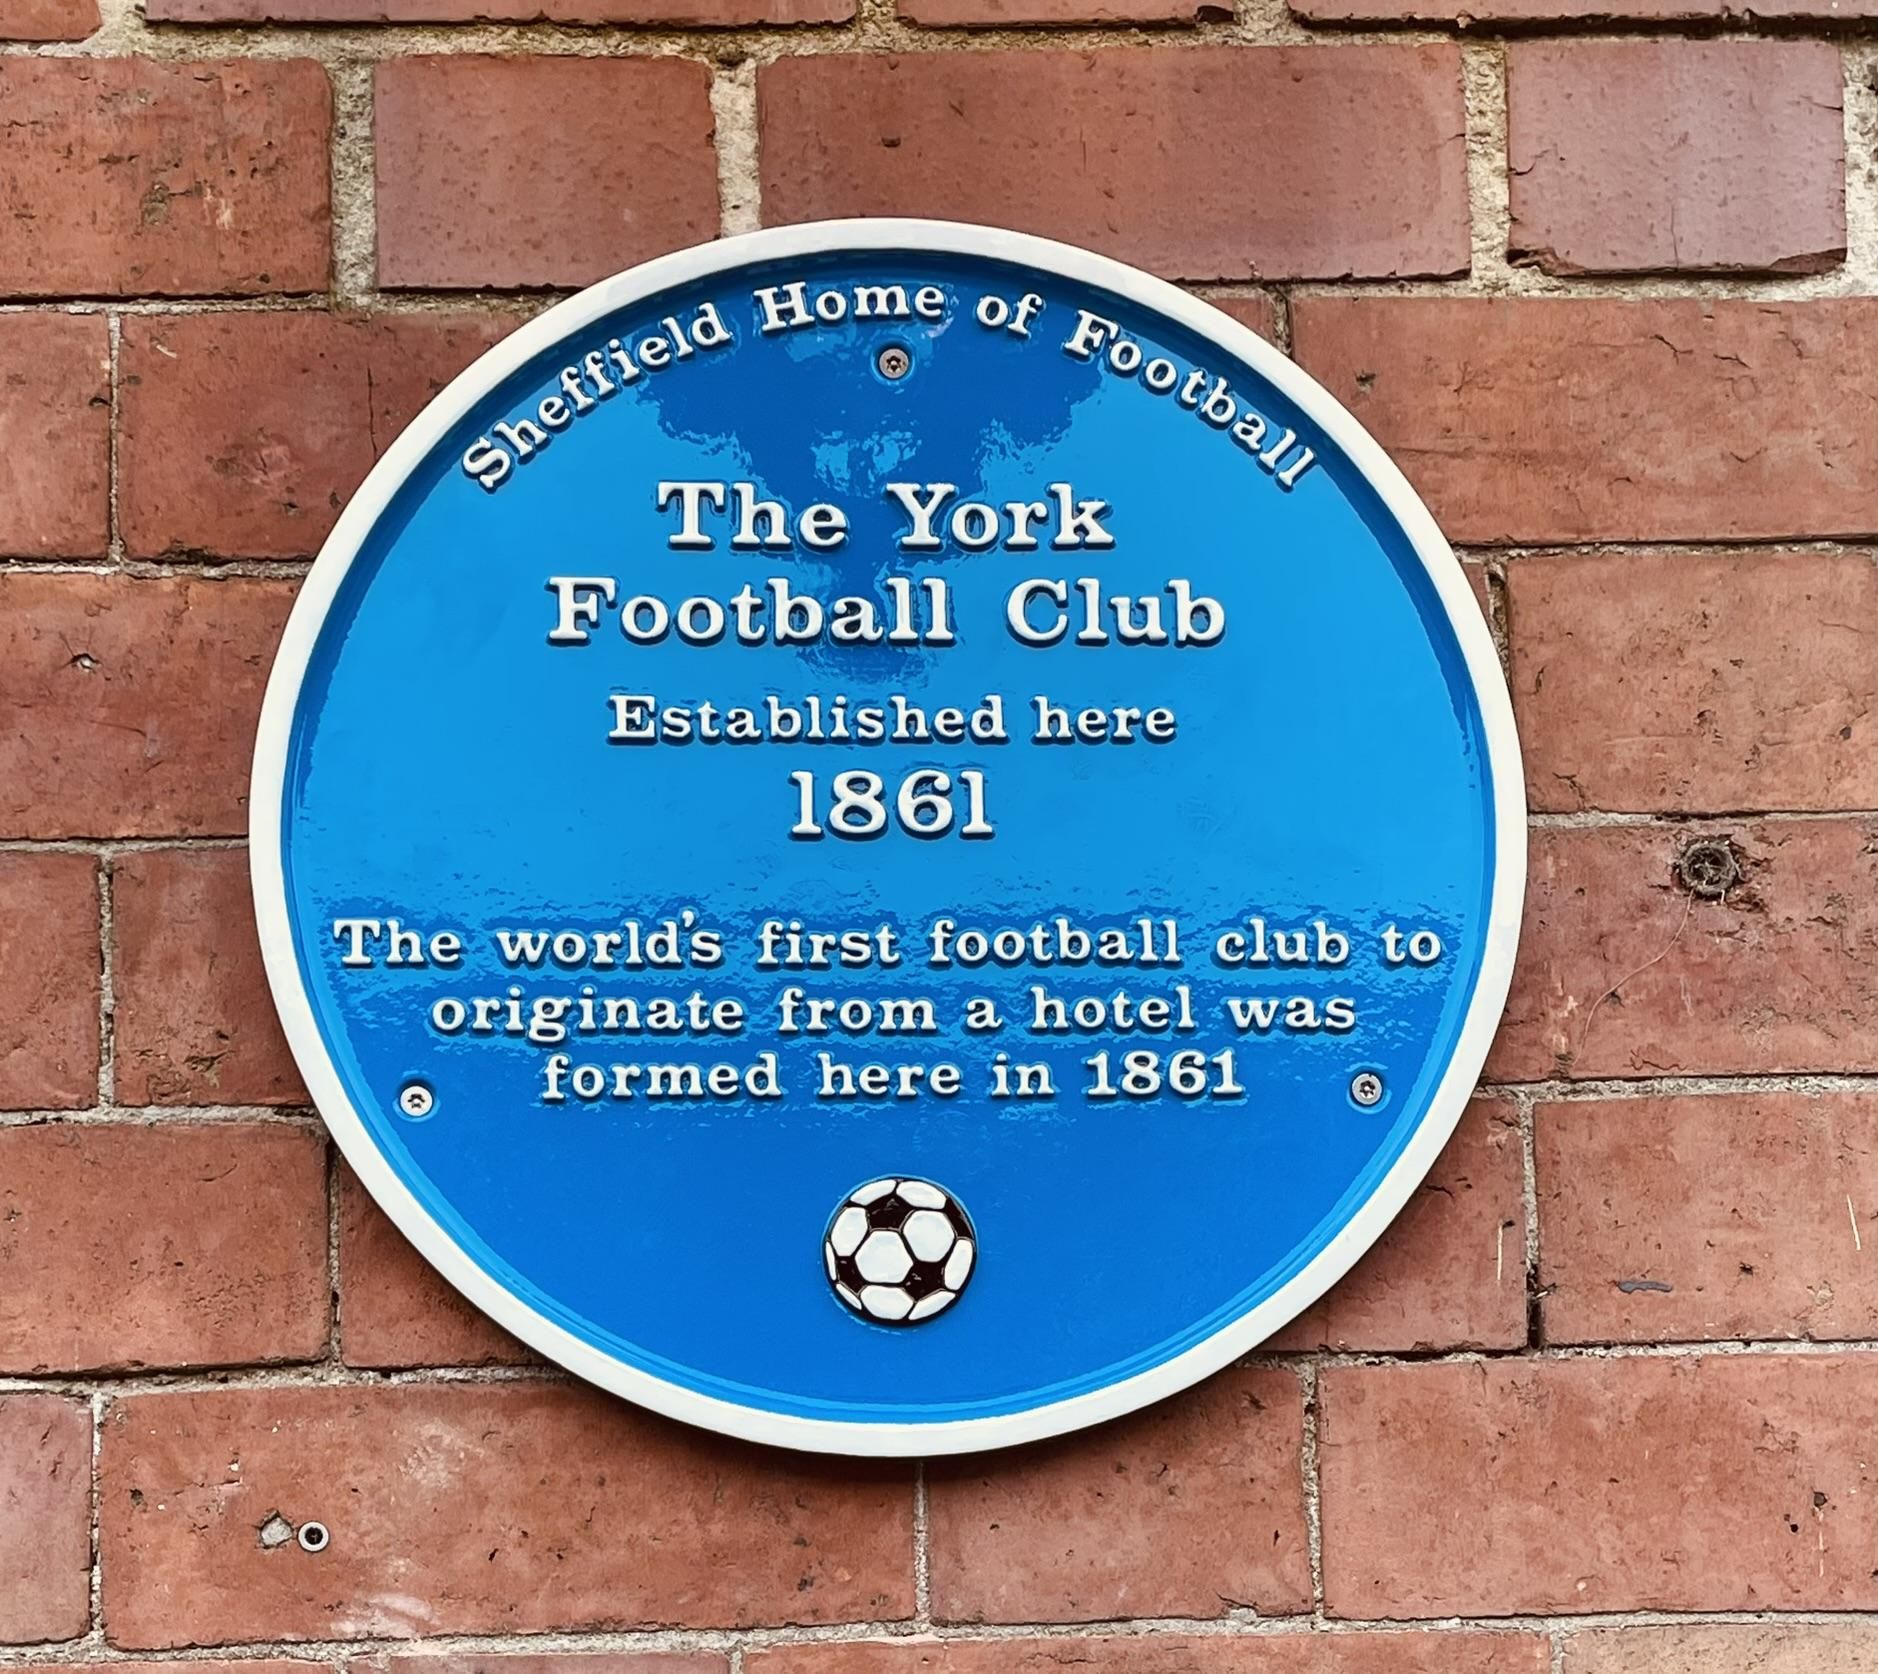 Sheffield Home of Football
The York
Football Club
Established here
1861
The world's first football club to
originate from a hotel was
formed here in 1861